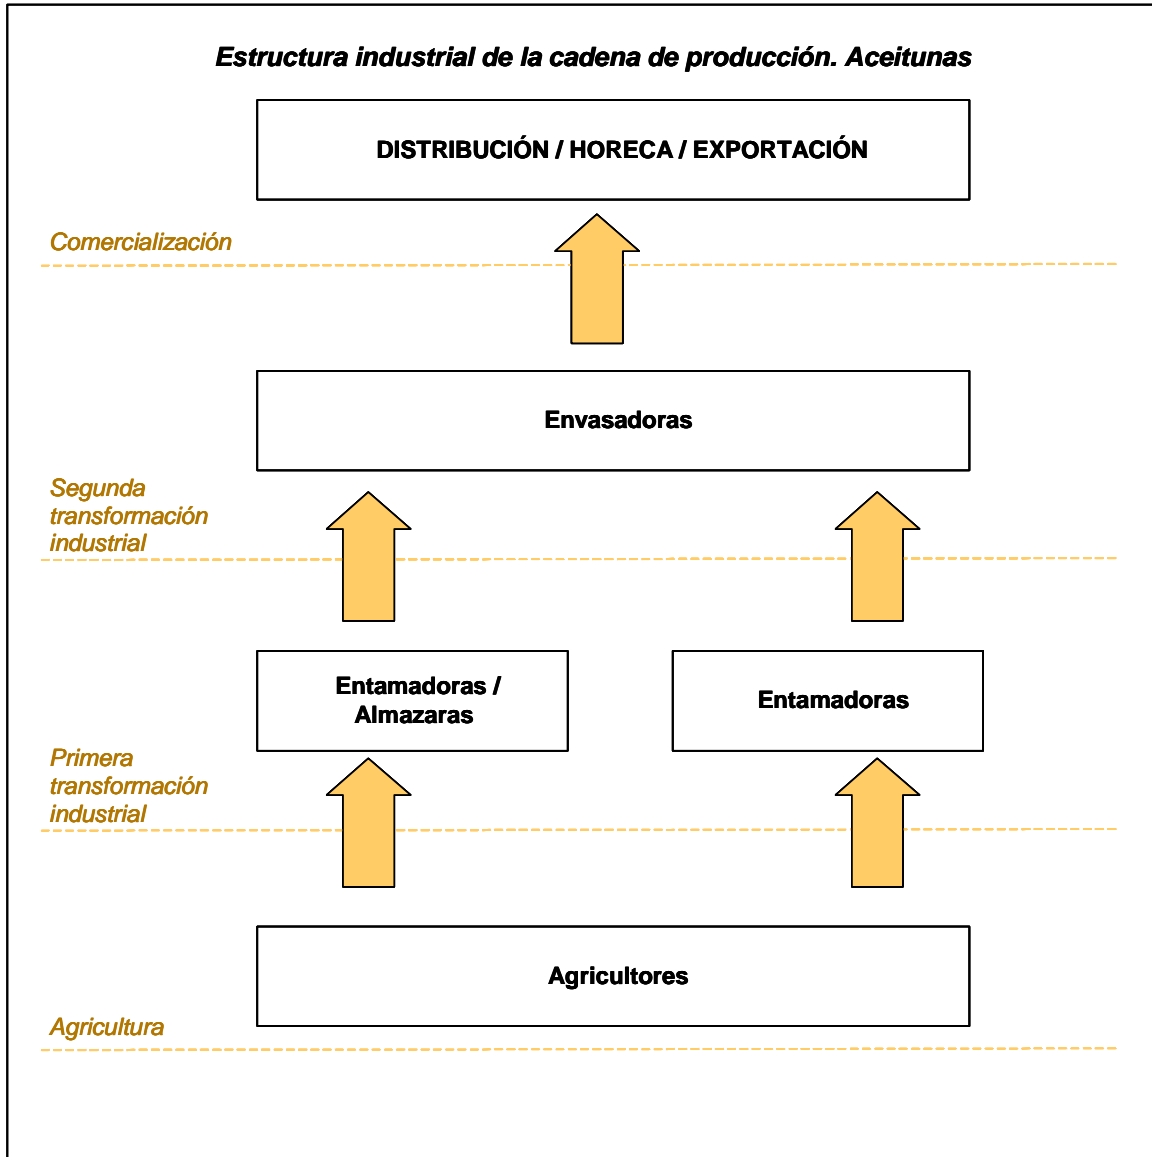 Estructura industrial de la cadena de producción. Aceitunas
DISTRIBUCIÓN / HORECA / EXPORTACIÓN
Comercialización
Envasadoras
Segunda
transformación
industrial
Entamadoras /
Almazaras
Entamadoras
Primera
transformación
industrial
Agricultores
Agricultura